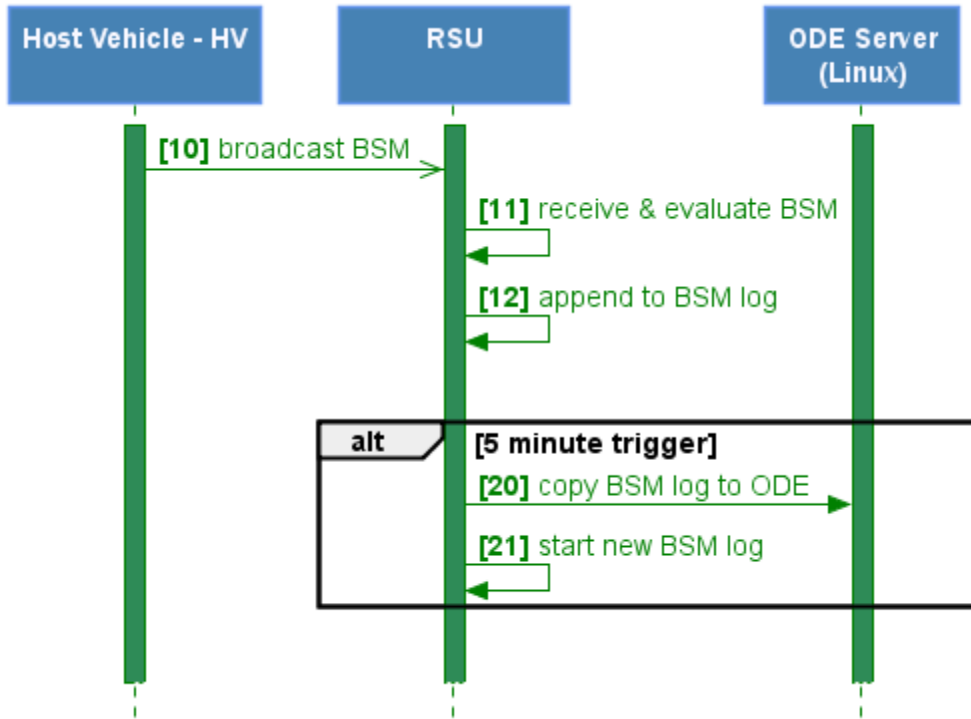 Host Vehicle - HV
RSU
ODE Server
(Linux)
[10] broadcast BSM
[11] receive & evaluate BSM
[12] append to BSM log
alt
[5 minute trigger]
[20] copy BSM log to ODE
[21] start new BSM log